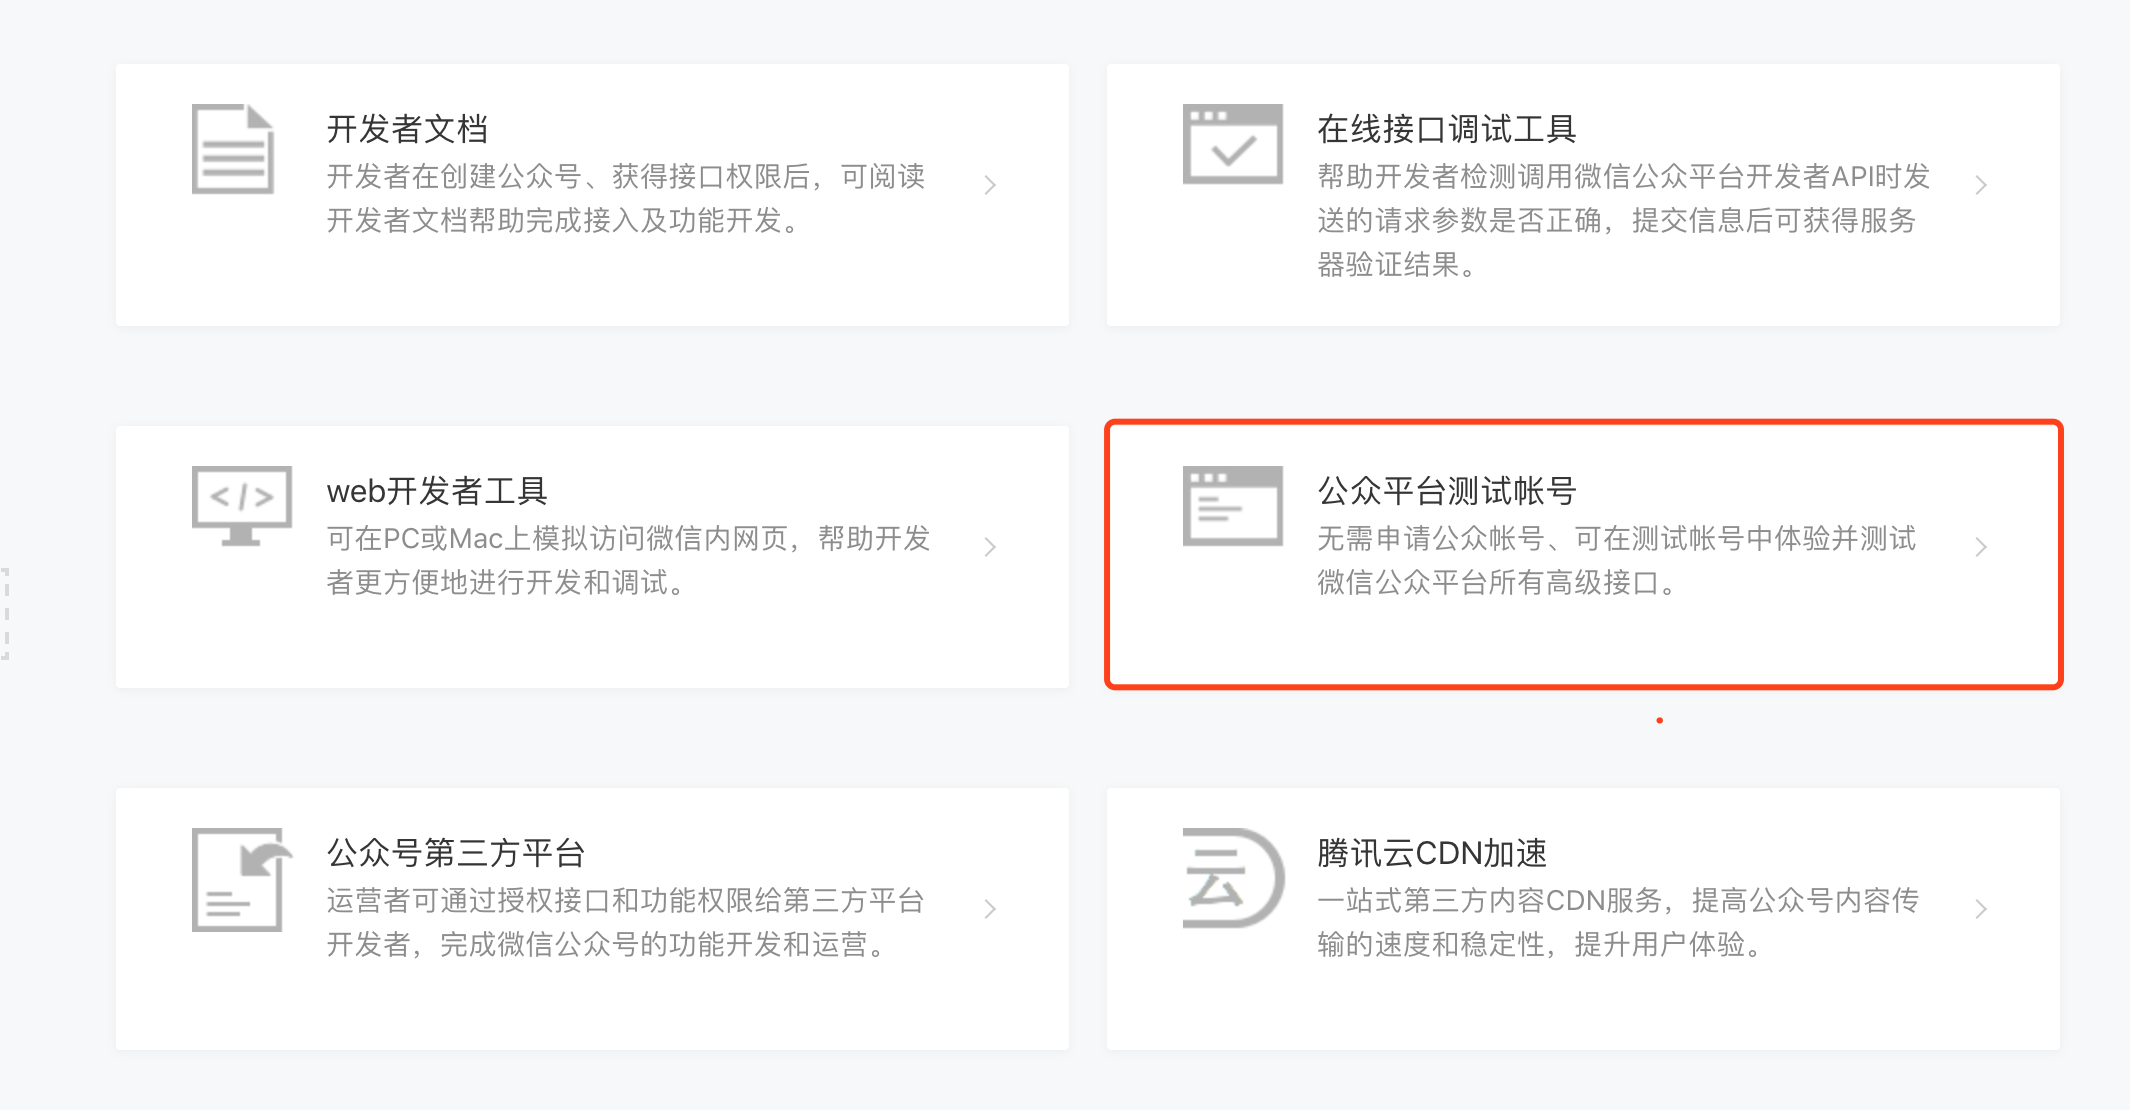 开发者文档
开发者在创建公众号、获得接口权限后，可阅读
开发者文档帮助完成接入及功能开发。
在线接口调试工具
帮助开发者检测调用微信公众平台开发者API时发
送的请求参数是否正确，提交信息后可获得服务
器验证结果。
</>
web开发者工具
可在PC或Mac上模拟访问微信内网页，帮助开发
者更方便地进行开发和调试。
公众平台测试帐号
无需申请公众帐号、可在测试帐号中体验并测试
微信公众平台所有高级接口。
公众号第三方平台
运营者可通过授权接口和功能权限给第三方平台
开发者，完成微信公众号的功能开发和运营。
云
腾讯云CDN加速
一站式第三方内容CDN服务，提高公众号内容传
输的速度和稳定性，提升用户体验。